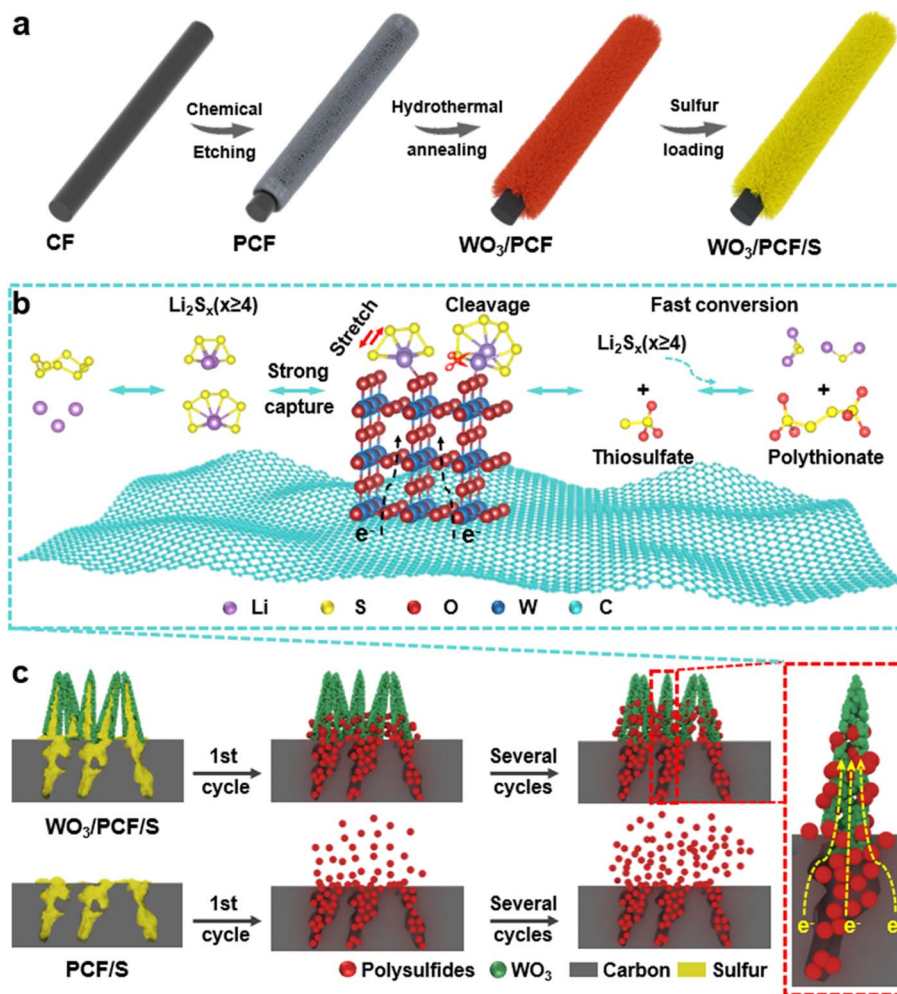 a
Chemical
Etching
Hydrothermal
annealing
Sulfur
loading
CF
PCF
WO₃/PCF
WO₃/PCF/S
b
Li₂Sₓ(x≥4)
Strong
capture
Stretch
Cleavage
Fast conversion
Li₂Sₓ(x≥4)
+
+
Thiosulfate
Polythionate
e⁻
e⁻
Li
S
O
W
C
c
1st
cycle
Several
cycles
WO₃/PCF/S
1st
cycle
Several
cycles
PCF/S
e⁻
e⁻
e⁻
Polysulfides
WO₃
Carbon
Sulfur